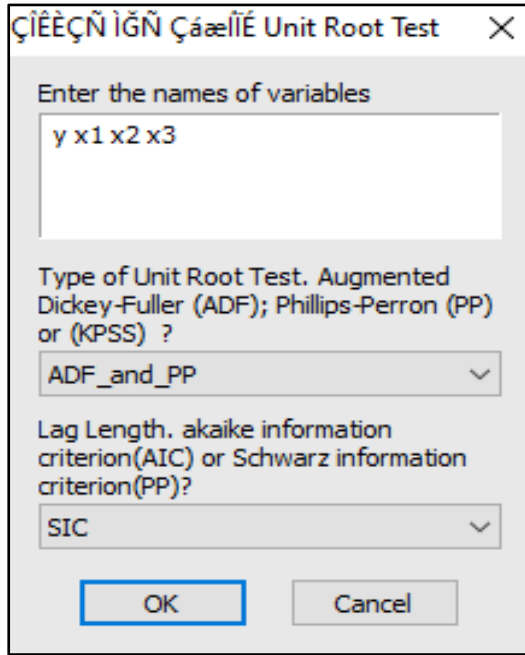 ÇÎÊÈÇÑ ÌĞÑ ÇáæÍÏÉ Unit Root Test
Enter the names of variables
y x1 x2 x3
Type of Unit Root Test. Augmented
Dickey-Fuller (ADF); Phillips-Perron (PP)
or (KPSS) ?
ADF_and_PP
Lag Length. akaike information
criterion(AIC) or Schwarz information
criterion(PP)?
SIC
OK
Cancel